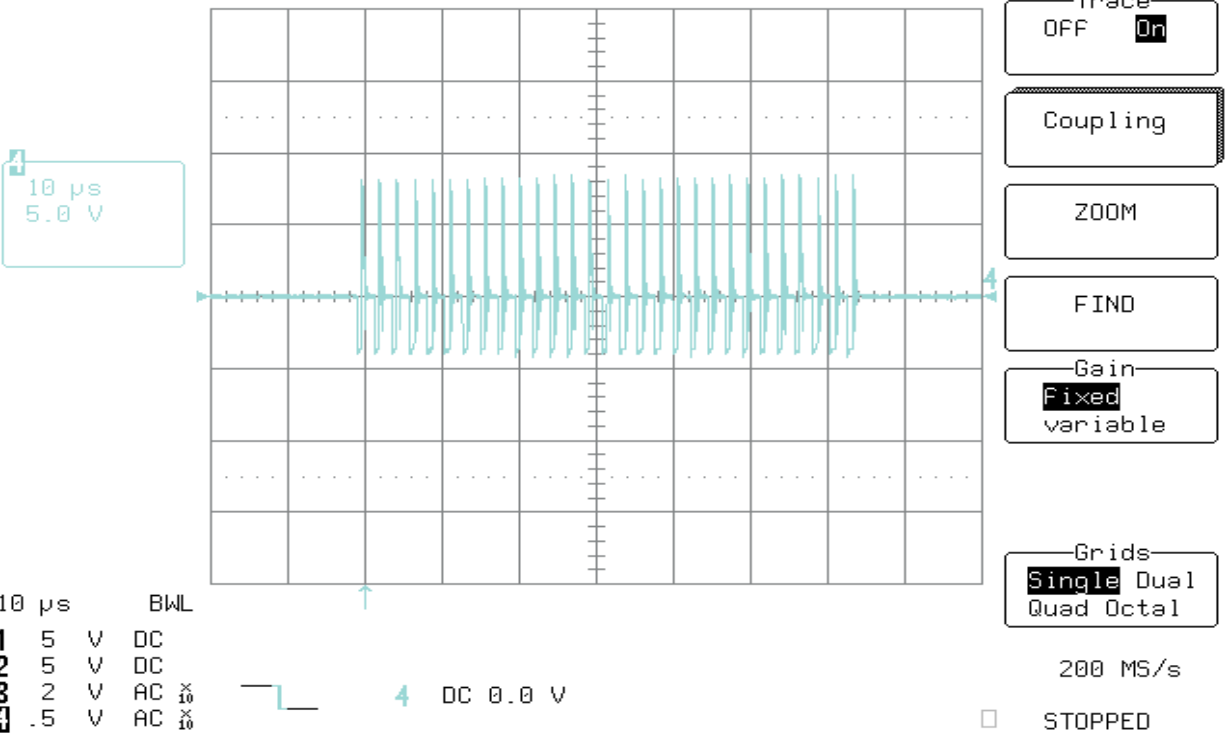 Trace
OFF On
Coupling
4
10 µs
5.0 V
ZOOM
4
FIND
Gain
Fixed
variable
Grids
Single Dual
Quad Octal
10 µs BWL
1 5 V DC
2 5 V DC
3 2 V AC X10
4 .5 V AC X10
4 DC 0.0 V
200 MS/s
STOPPED